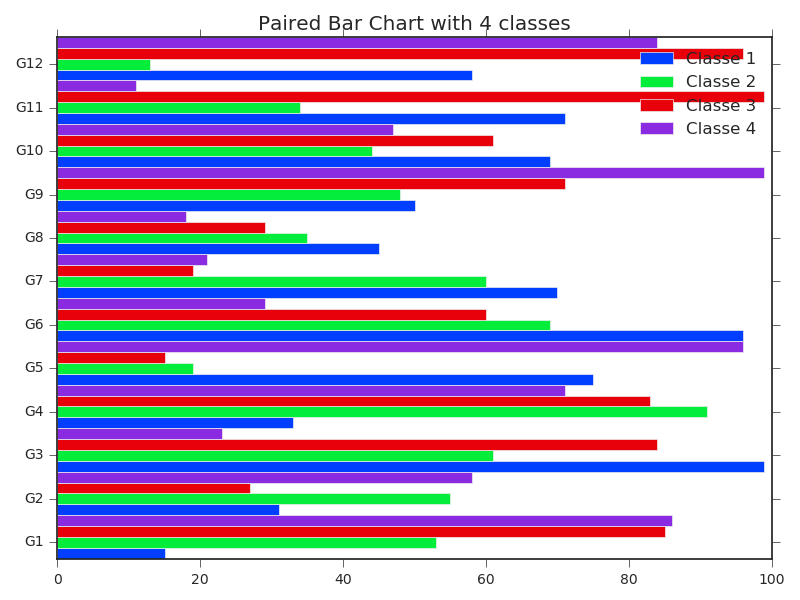 Paired Bar Chart with 4 classes
G12
G11
G10
G9
G8
G7
G6
G5
G4
G3
G2
G1
Classe 1
Classe 2
Classe 3
Classe 4
0 20 40 60 80 100